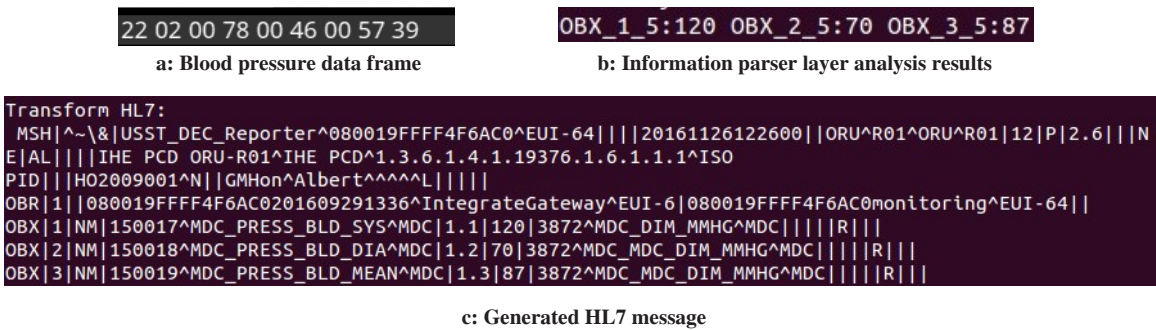 22 02 00 78 00 46 00 57 39
OBX_1_5:120 OBX_2_5:70 OBX_3_5:87
a: Blood pressure data frame
b: Information parser layer analysis results
Transform HL7:
MSH|^~\&|USST_DEC_Reporter^080019FFFF4F6AC0^EUI-64||||20161126122600||ORU^R01^ORU^R01|12|P|2.6|||N
E|AL||||IHE PCD ORU-R01^IHE PCD^1.3.6.1.4.1.19376.1.6.1.1.1^ISO
PID|||HO2009001^N||GMHon^Albert^^^^^L|||||
OBR|1||080019FFFF4F6AC0201609291336^IntegrateGateway^EUI-6|080019FFFF4F6AC0monitoring^EUI-64||
OBX|1|NM|150017^MDC_PRESS_BLD_SYS^MDC|1.1|120|3872^MDC_DIM_MMHG^MDC|||||R|||
OBX|2|NM|150018^MDC_PRESS_BLD_DIA^MDC|1.2|70|3872^MDC_MDC_DIM_MMHG^MDC|||||R|||
OBX|3|NM|150019^MDC_PRESS_BLD_MEAN^MDC|1.3|87|3872^MDC_MDC_DIM_MMHG^MDC|||||R|||
c: Generated HL7 message